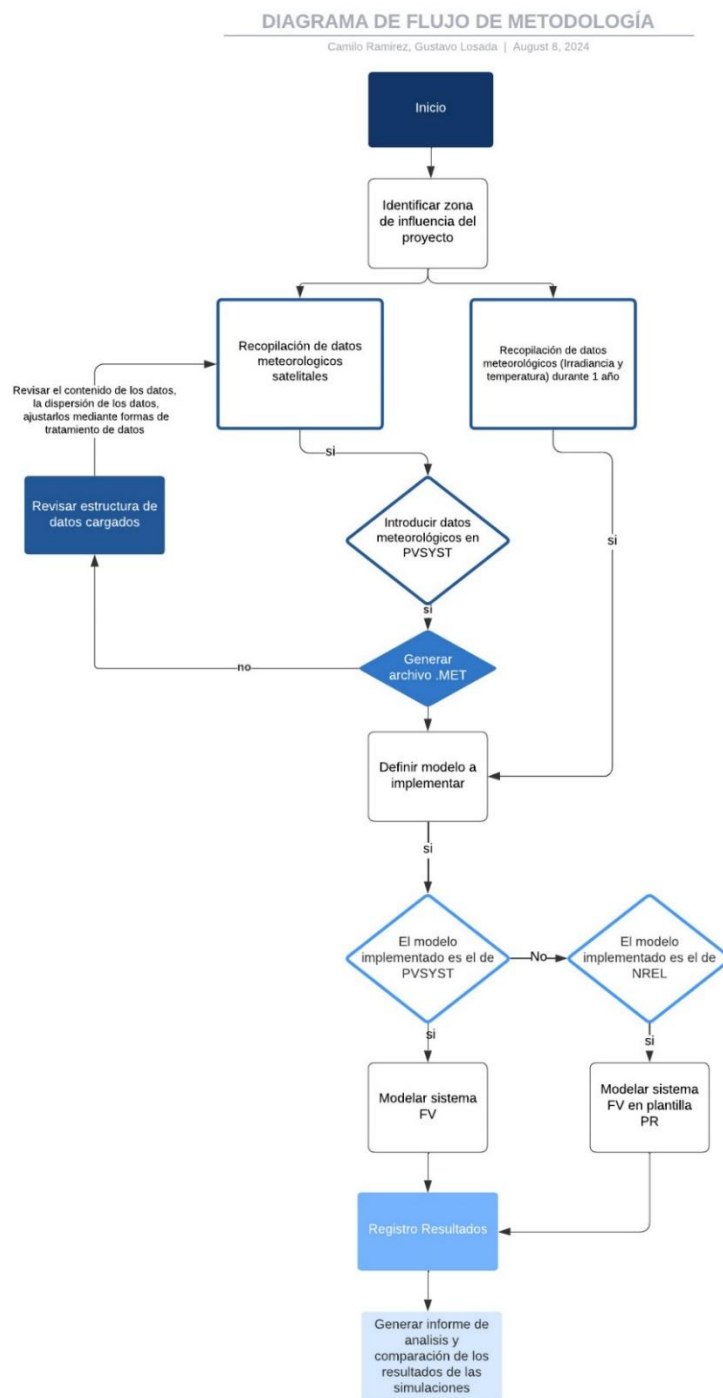 DIAGRAMA DE FLUJO DE METODOLOGÍA
Camilo Ramirez, Gustavo Losada | August 8, 2024
Inicio
Identificar zona
de influencia del
proyecto
Recopilación de datos
meteorologicos
satelitales
Recopilación de datos
meteorológicos (Irradiancia y
temperatura) durante 1 año
Revisar el contenido de los datos,
la dispersión de los datos,
ajustarlos mediante formas de
tratamiento de datos
si
Revisar estructura de
datos cargados
Introducir datos
meteorológicos en
PVSYST
si
si
no
Generar
archivo .MET
Definir modelo a
implementar
si
El modelo
implementado es el de
PVSYST
No
El modelo
implementado es el de
NREL
si
si
Modelar sistema
FV
Modelar sistema
FV en plantilla
PR
Registro Resultados
Generar informe de
analisis y
comparación de los
resultados de las
simulaciones